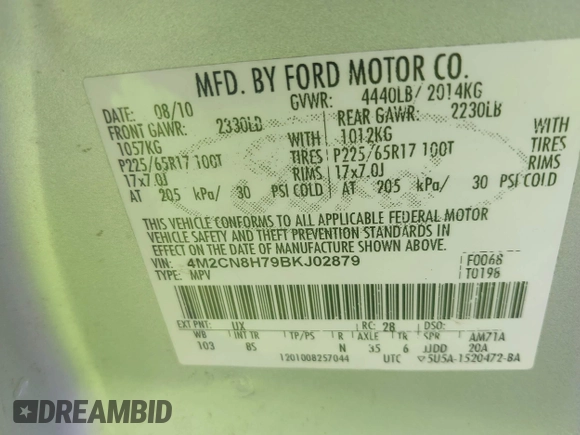 MFD. BY FORD MOTOR CO.
DATE: 08/10 GVWR: 4440LB/ 2014KG
FRONT GAWR: 2330LB REAR GAWR: 2230LB
1057KG WITH 1012KG WITH
P225/65R17 100T TIRES P225/65R17 100T TIRES
17x7.0J RIMS 17x7.0J RIMS
AT 205 kPa/ 30 PSI COLD AT 205 kPa/ 30 PSI COLD
THIS VEHICLE CONFORMS TO ALL APPLICABLE FEDERAL MOTOR
VEHICLE SAFETY AND THEFT PREVENTION STANDARDS IN
EFFECT ON THE DATE OF MANUFACTURE SHOWN ABOVE.
VIN: 4M2CN8H79BKJ02879 F0068
TYPE: MPV T0198
EXT PNT: UX RC: 28 DSO:
WB INT TR TP/PS R AXLE TR SPR AM71A
103 BS N 35 6 JJDD 20A
1201008257044 UTC 5U5A-1520472-BA
DREAMBID